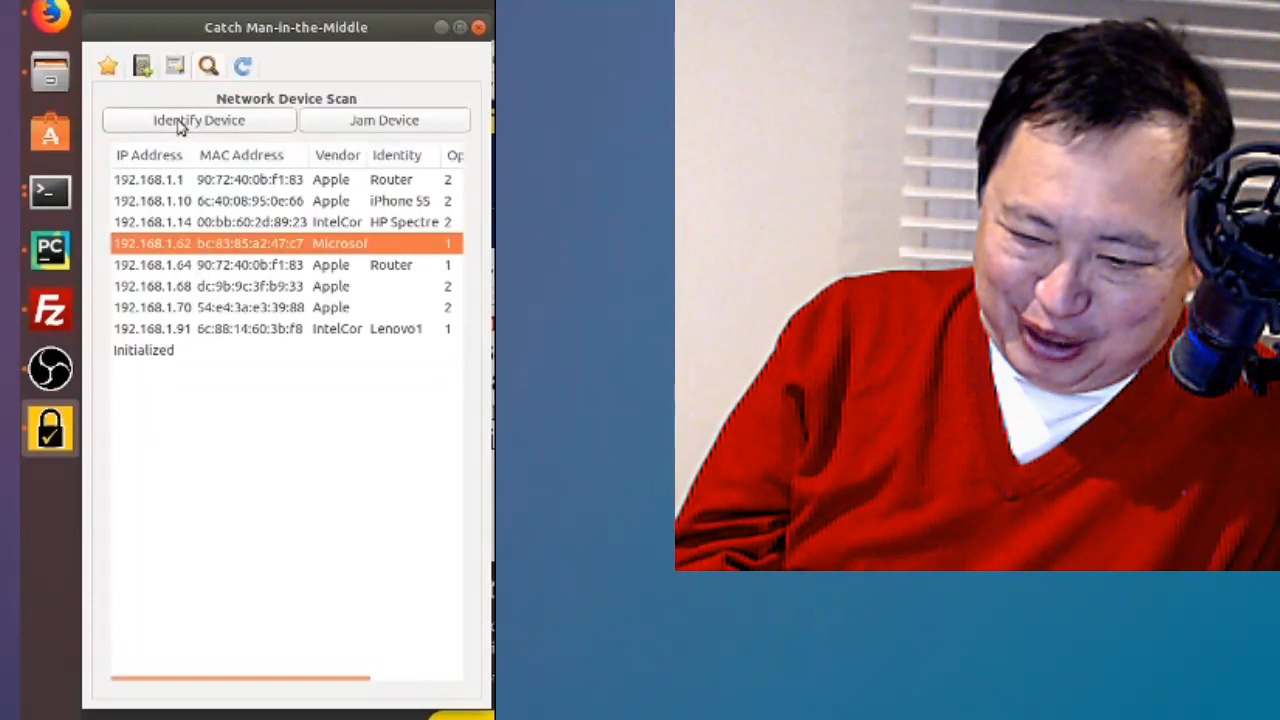 Catch Man-in-the-Middle
Network Device Scan
Identify Device Jam Device
IP Address MAC Address Vendor Identity Op
192.168.1.1 90:72:40:0b:f1:83 Apple Router 2
192.168.1.10 6c:40:08:95:0e:66 Apple iPhone 5S 2
192.168.1.14 00:bb:60:2d:89:23 IntelCor HP Spectre 2
192.168.1.62 bc:83:85:a2:47:c7 Microsof 1
192.168.1.64 90:72:40:0b:f1:83 Apple Router 1
192.168.1.68 dc:9b:9c:3f:b9:33 Apple 2
192.168.1.70 54:e4:3a:e3:39:88 Apple 2
192.168.1.91 6c:88:14:60:3b:f8 IntelCor Lenovo1 1
Initialized
A
>_
PC
Fz